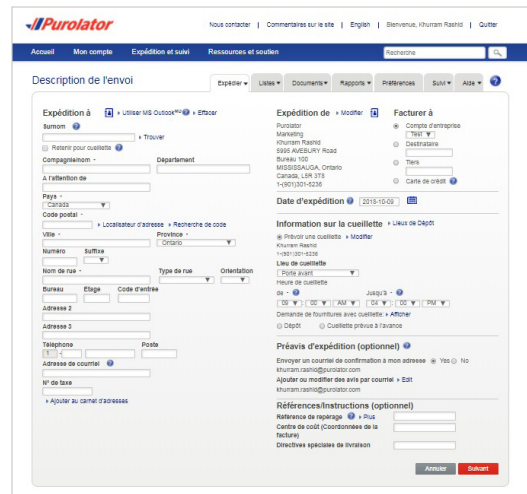 Purolator
Nous contacter | Commentaires sur le site | English | Bienvenue, Khurram Rashid | Quitter
Accueil Mon compte Expédition et suivi Ressources et soutien Recherche
Description de l'envoi
Expédier Listes Documents Rapports Préférences Suivi Aide
Expédition à Utiliser MS Outlook Effacer
Surnom
Trouver
Retenir pour cueillette
Compagnie/nom - Département
A l'attention de
Pays -
Canada
Code postal -
Localisateur d'adresse Recherche de code
Ville - Province -
Ontario
Numéro Suffixe
Nom de rue - Type de rue Orientation
Bureau Etage Code d'entrée
Adresse 2
Adresse 3
Téléphone Poste
1 -
Adresse de courriel
N° de taxe
Ajouter au carnet d'adresses
Expédition de - Modifier
Purolator
Marketing
Khurram Rashid
5995 AVEBURY Road
Bureau 100
MISSISSAUGA, Ontario
Canada, L5R 3T8
1-(901)301-5236
Facturer à
Compte d'entreprise
Test
Destinataire
Tiers
Carte de crédit
Date d'expédition 2015-10-09
Information sur la cueillette Lieux de Dépôt
Prévoir une cueillette Modifier
Khurram Rashid
1-(901)301-5236
Lieu de cueillette
Porte avant
Heure de cueillette
de - Jusqu'à -
09 : 00 AM 04 : 00 PM
Demande de fournitures avec cueillette: Afficher
Dépôt Cueillette prévue à l'avance
Préavis d'expédition (optionnel)
Envoyer un courriel de confirmation à mon adresse Yes No
khurram.rashid@purolator.com
Ajouter ou modifier des avis par courriel Edit
khurram.rashid@purolator.com
Références/Instructions (optionnel)
Référence de repérage Plus
Centre de coût (Coordonnées de la
facture)
Directives spéciales de livraison
Annuler Suivant